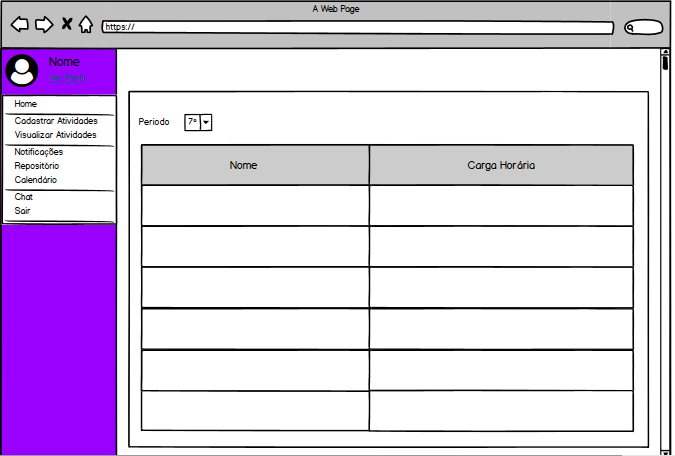 A Web Page
https://
Nome
Ver Perfil
Home
Cadastrar Atividades
Visualizar Atividades
Notificações
Repositório
Calendário
Chat
Sair
Periodo 7º
Nome Carga Horária